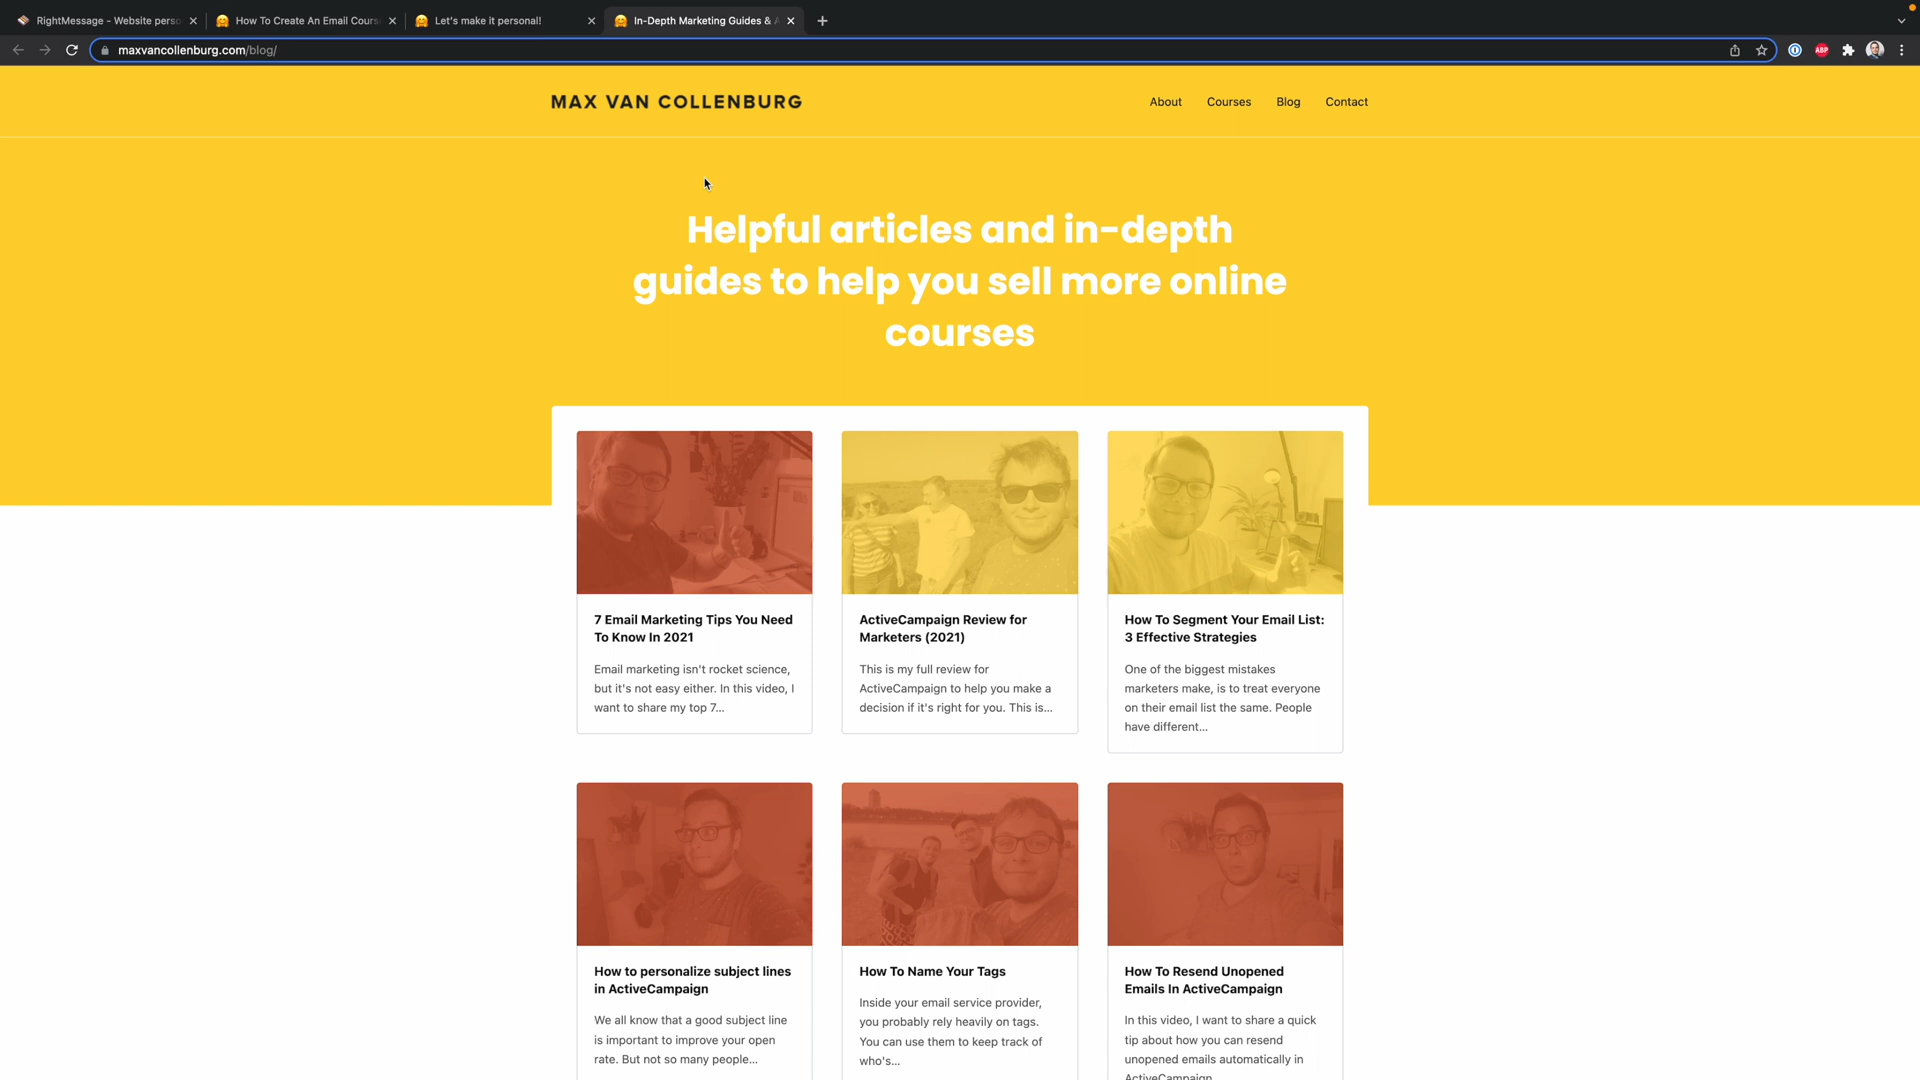 RightMessage - Website perso
How To Create An Email Cours
Let's make it personal!
In-Depth Marketing Guides & A
maxvancollenburg.com/blog/
ABP
MAX VAN COLLENBURG
About
Courses
Blog
Contact
Helpful articles and in-depth
guides to help you sell more online
courses
7 Email Marketing Tips You Need
To Know In 2021
Email marketing isn't rocket science,
but it's not easy either. In this video, I
want to share my top 7...
ActiveCampaign Review for
Marketers (2021)
This is my full review for
ActiveCampaign to help you make a
decision if it's right for you. This is...
How To Segment Your Email List:
3 Effective Strategies
One of the biggest mistakes
marketers make, is to treat everyone
on their email list the same. People
have different...
How to personalize subject lines
in ActiveCampaign
We all know that a good subject line
is important to improve your open
rate. But not so many people...
How To Name Your Tags
Inside your email service provider,
you probably rely heavily on tags.
You can use them to keep track of
who's...
How To Resend Unopened
Emails In ActiveCampaign
In this video, I want to share a quick
tip about how you can resend
unopened emails automatically in
ActiveCampaign